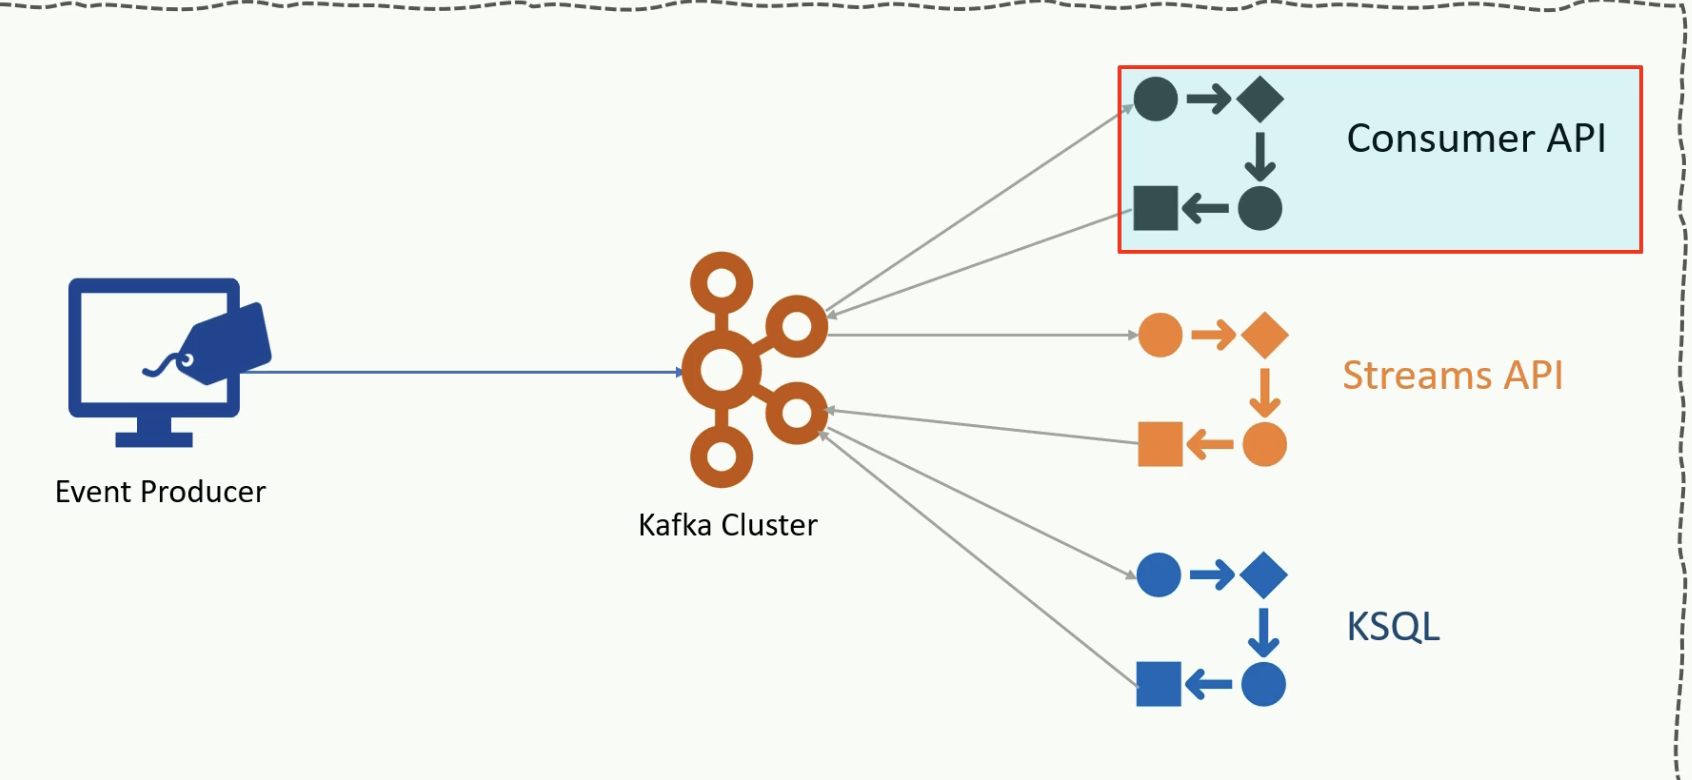 Consumer API
Streams API
Event Producer
Kafka Cluster
KSQL